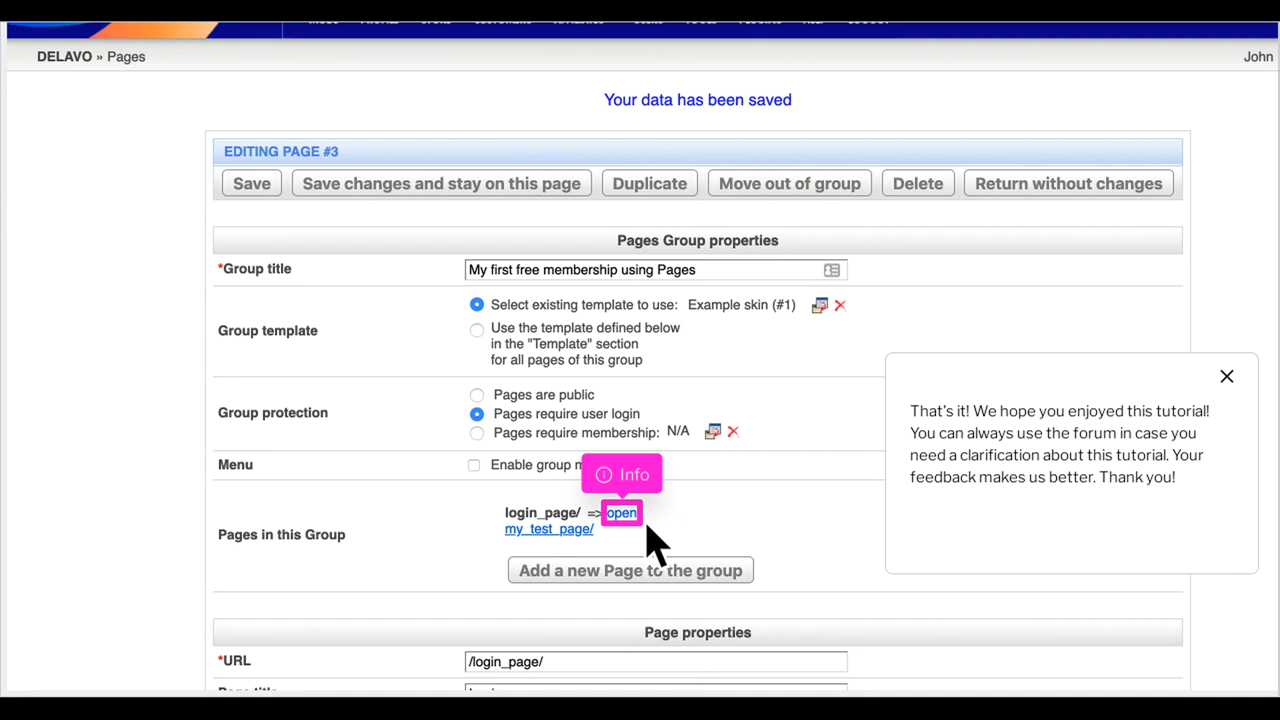 DELAVO » Pages
John
Your data has been saved
EDITING PAGE #3
Save
Save changes and stay on this page
Duplicate
Move out of group
Delete
Return without changes
Pages Group properties
*Group title
My first free membership using Pages
Group template
Select existing template to use: Example skin (#1)
Use the template defined below
in the "Template" section
for all pages of this group
Group protection
Pages are public
Pages require user login
Pages require membership: N/A
Menu
Enable group
Info
Pages in this Group
login_page/ => open
my_test_page/
Add a new Page to the group
That's it! We hope you enjoyed this tutorial!
You can always use the forum in case you
need a clarification about this tutorial. Your
feedback makes us better. Thank you!
Page properties
*URL
/login_page/